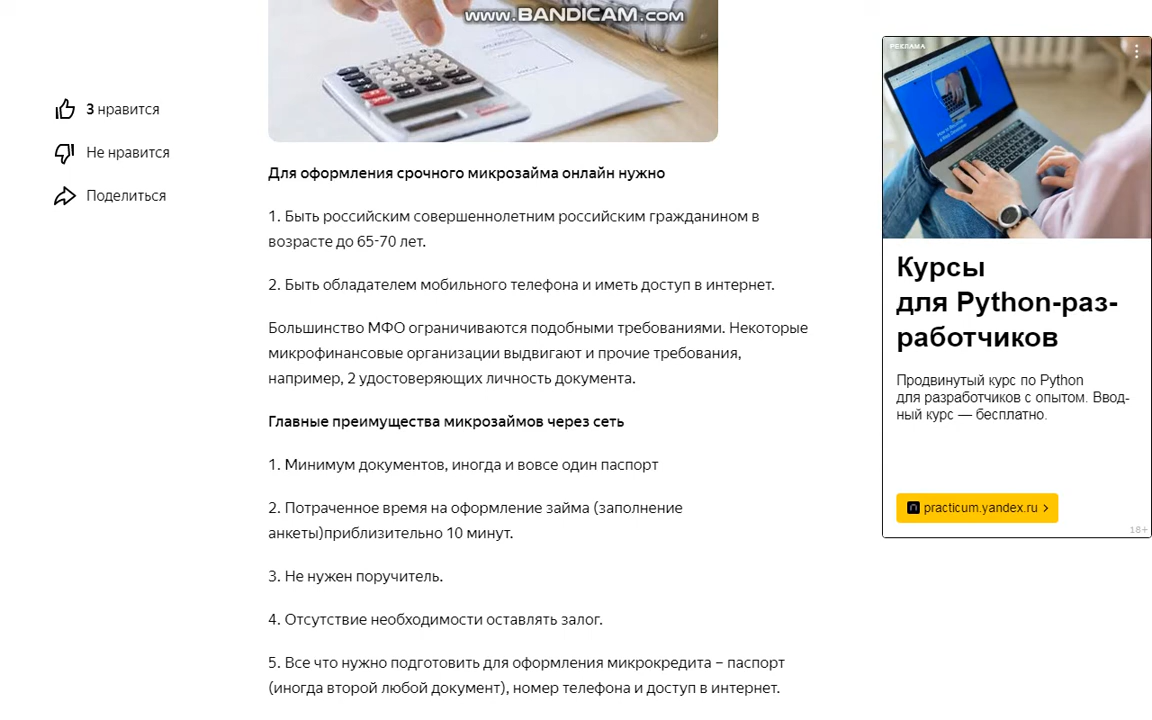 www.BANDICAM.com
3 нравится
Не нравится
Поделиться
Для оформления срочного микрозайма онлайн нужно
1. Быть российским совершеннолетним российским гражданином в
возрасте до 65-70 лет.
2. Быть обладателем мобильного телефона и иметь доступ в интернет.
Большинство МФО ограничиваются подобными требованиями. Некоторые
микрофинансовые организации выдвигают и прочие требования,
например, 2 удостоверяющих личность документа.
Главные преимущества микрозаймов через сеть
1. Минимум документов, иногда и вовсе один паспорт
2. Потраченное время на оформление займа (заполнение
анкеты)приблизительно 10 минут.
3. Не нужен поручитель.
4. Отсутствие необходимости оставлять залог.
5. Все что нужно подготовить для оформления микрокредита – паспорт
(иногда второй любой документ), номер телефона и доступ в интернет.
РЕКЛАМА
Курсы
для Python-раз-
работчиков
Продвинутый курс по Python
для разработчиков с опытом. Ввод-
ный курс — бесплатно.
practicum.yandex.ru
18+